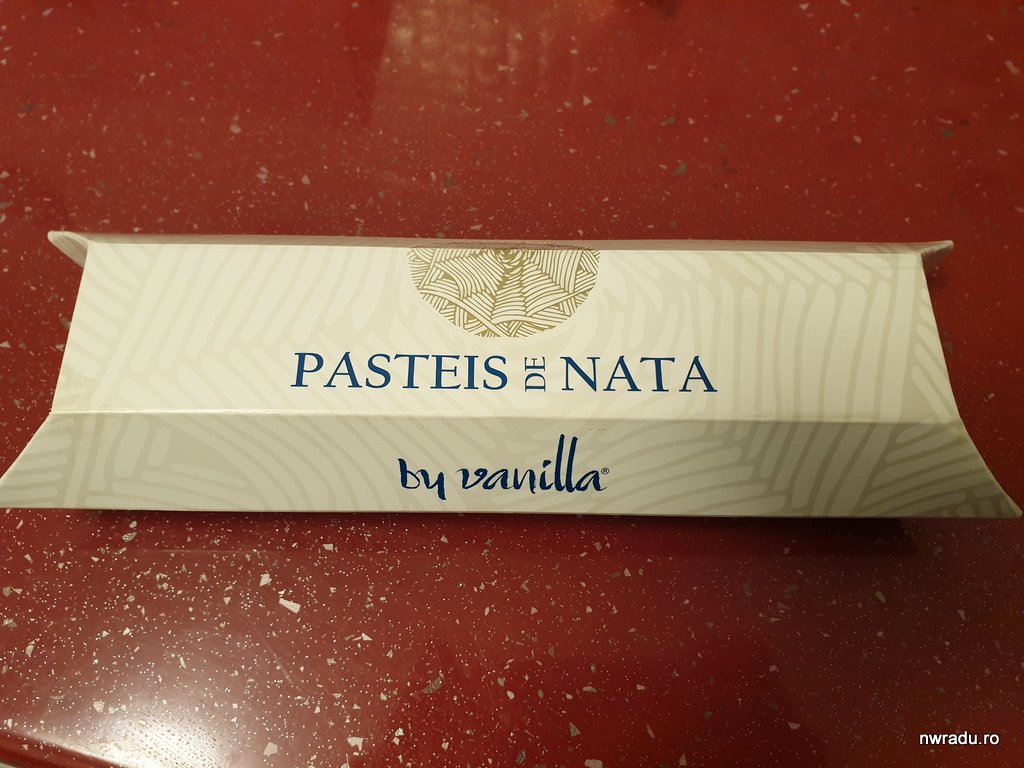 PASTEIS DE NATA
by vanilla®
nwradu.ro